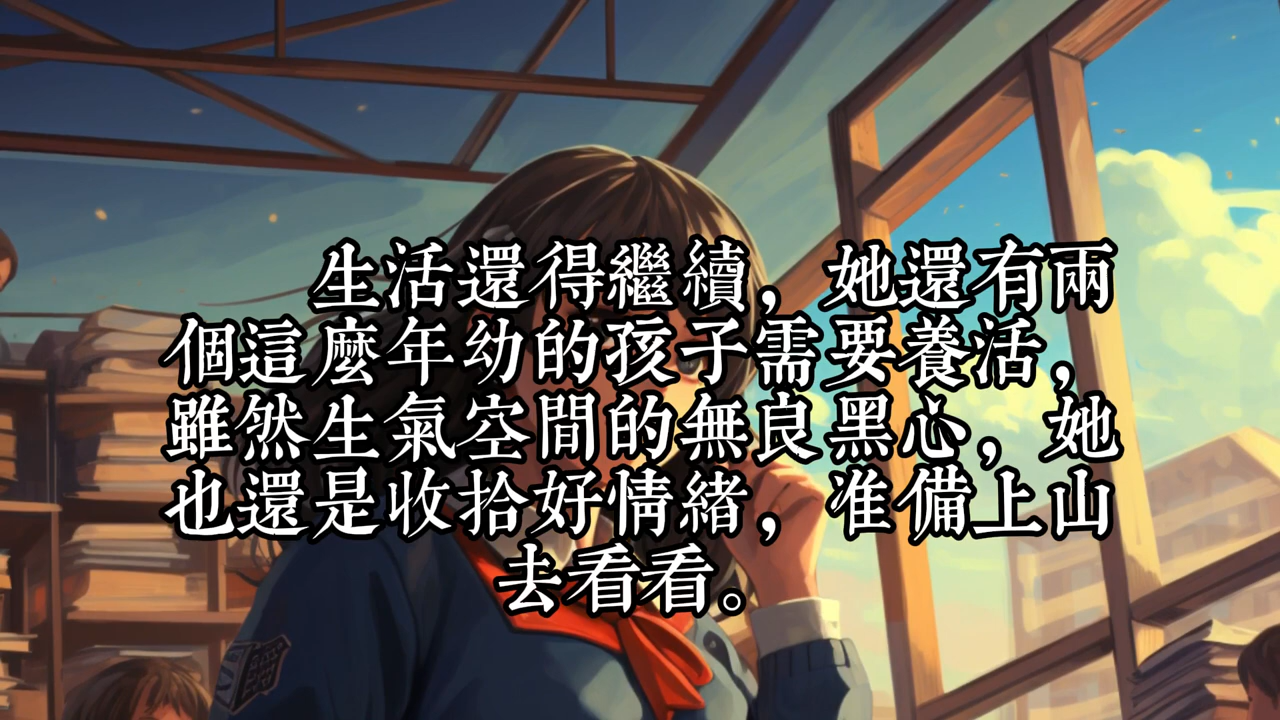 生活還得繼續，她還有兩
個這麼年幼的孩子需要養活，
雖然生氣空間的無良黑心，她
也還是收拾好情緒，准備上山
去看看。